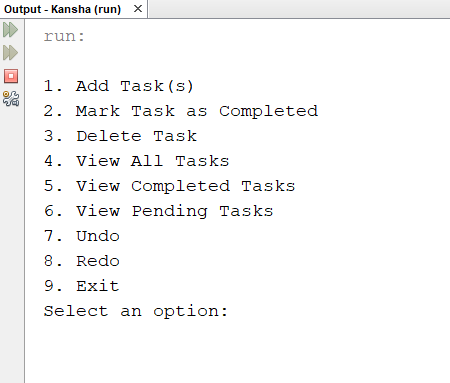 Output - Kansha (run)
run:
1. Add Task(s)
2. Mark Task as Completed
3. Delete Task
4. View All Tasks
5. View Completed Tasks
6. View Pending Tasks
7. Undo
8. Redo
9. Exit
Select an option: